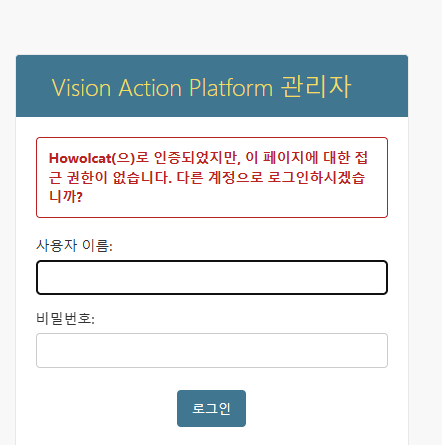 Vision Action Platform 관리자
Howolcat(으)로 인증되었지만, 이 페이지에 대한 접
근 권한이 없습니다. 다른 계정으로 로그인하시겠습
니까?
사용자 이름:
비밀번호:
로그인